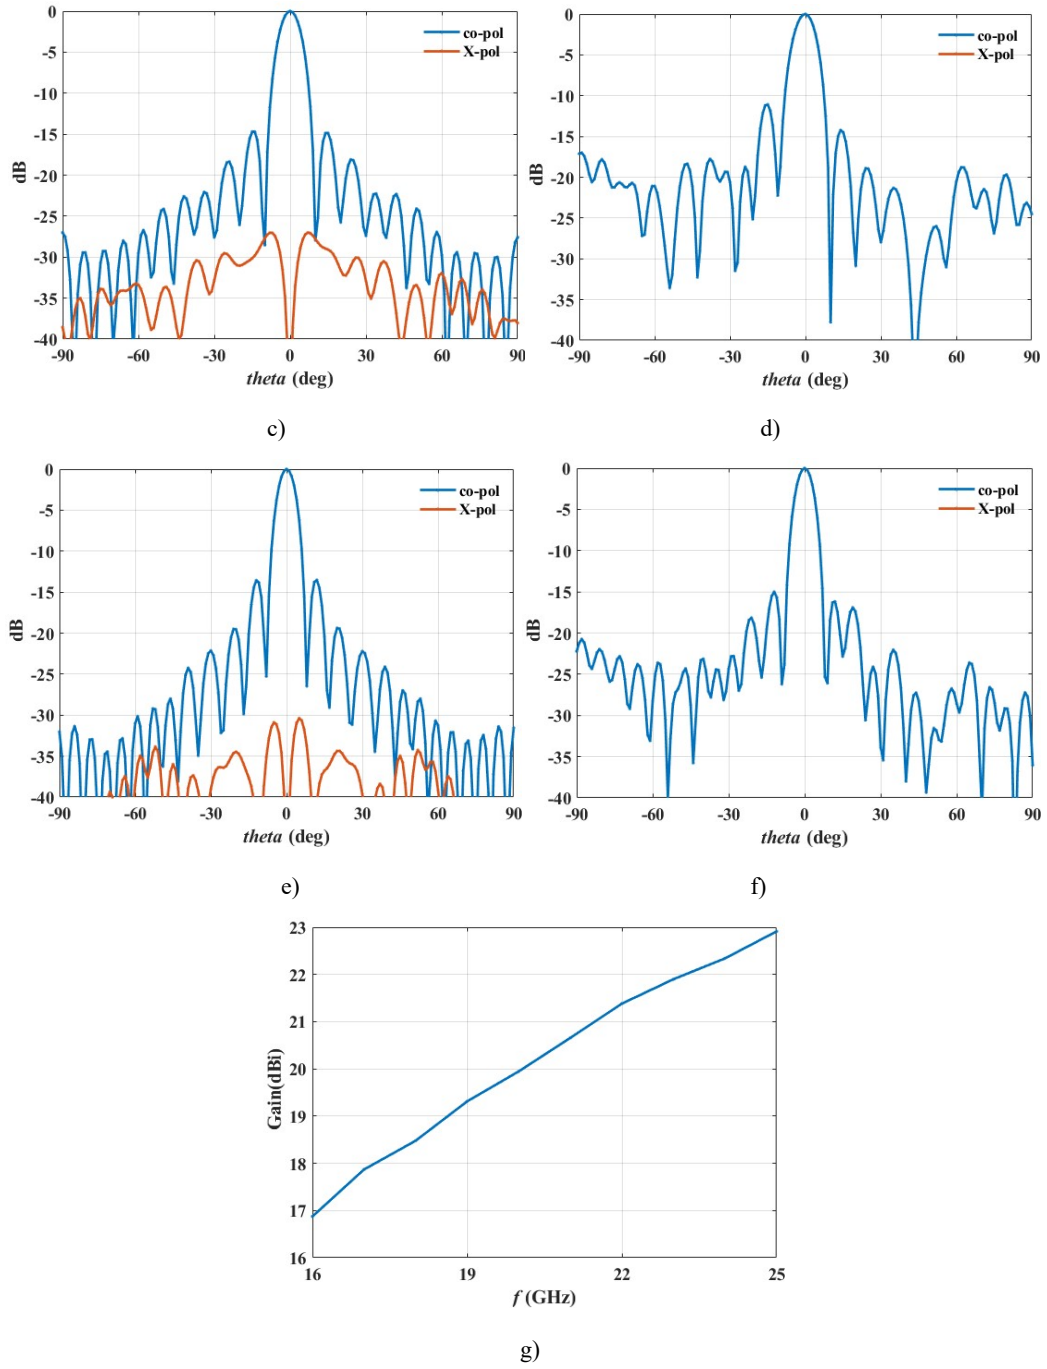 0
-5
-10
-15
-20
-25
-30
-35
-40
dB
co-pol
X-pol
-90 -60 -30 0 30 60 90
theta (deg)
c)
0
-5
-10
-15
-20
-25
-30
-35
-40
dB
co-pol
X-pol
-90 -60 -30 0 30 60 90
theta (deg)
d)
0
-5
-10
-15
-20
-25
-30
-35
-40
dB
co-pol
X-pol
-90 -60 -30 0 30 60 90
theta (deg)
e)
0
-5
-10
-15
-20
-25
-30
-35
-40
dB
co-pol
X-pol
-90 -60 -30 0 30 60 90
theta (deg)
f)
23
22
21
20
19
18
17
16
Gain(dBi)
16 19 22 25
f (GHz)
g)